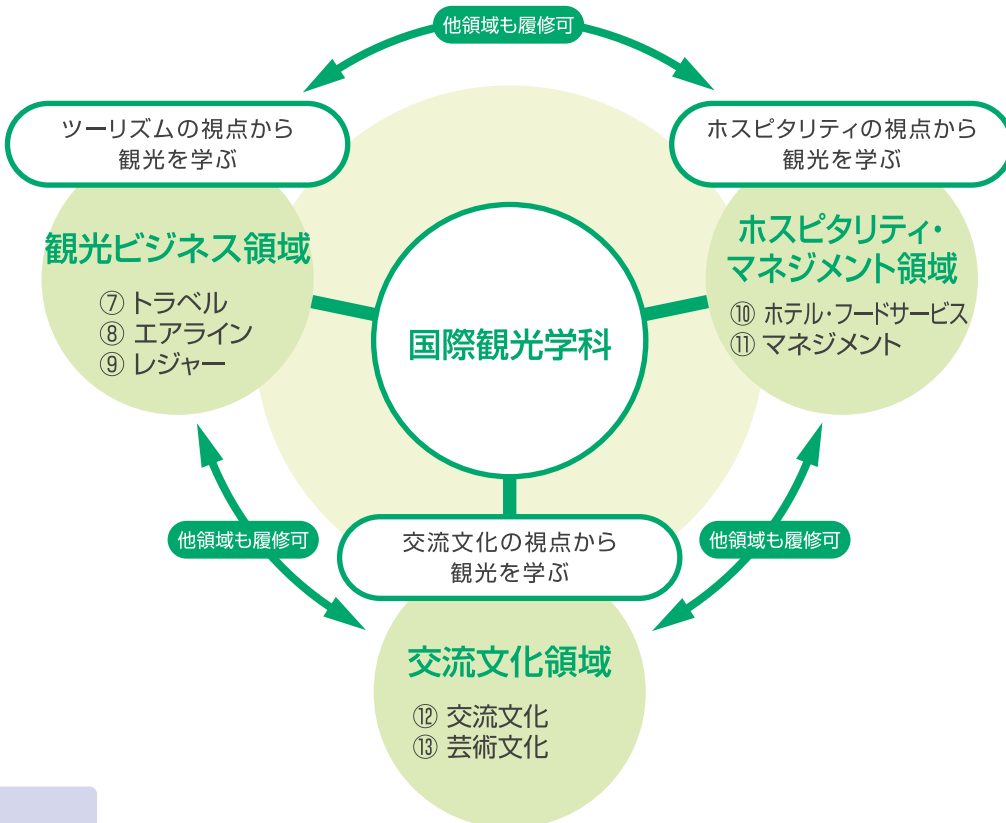 他領域も履修可
ツーリズムの視点から
観光を学ぶ
ホスピタリティの視点から
観光を学ぶ
観光ビジネス領域
⑦ トラベル
⑧ エアライン
⑨ レジャー
ホスピタリティ・
マネジメント領域
⑩ ホテル・フードサービス
⑪ マネジメント
国際観光学科
他領域も履修可
交流文化の視点から
観光を学ぶ
他領域も履修可
交流文化領域
⑫ 交流文化
⑬ 芸術文化